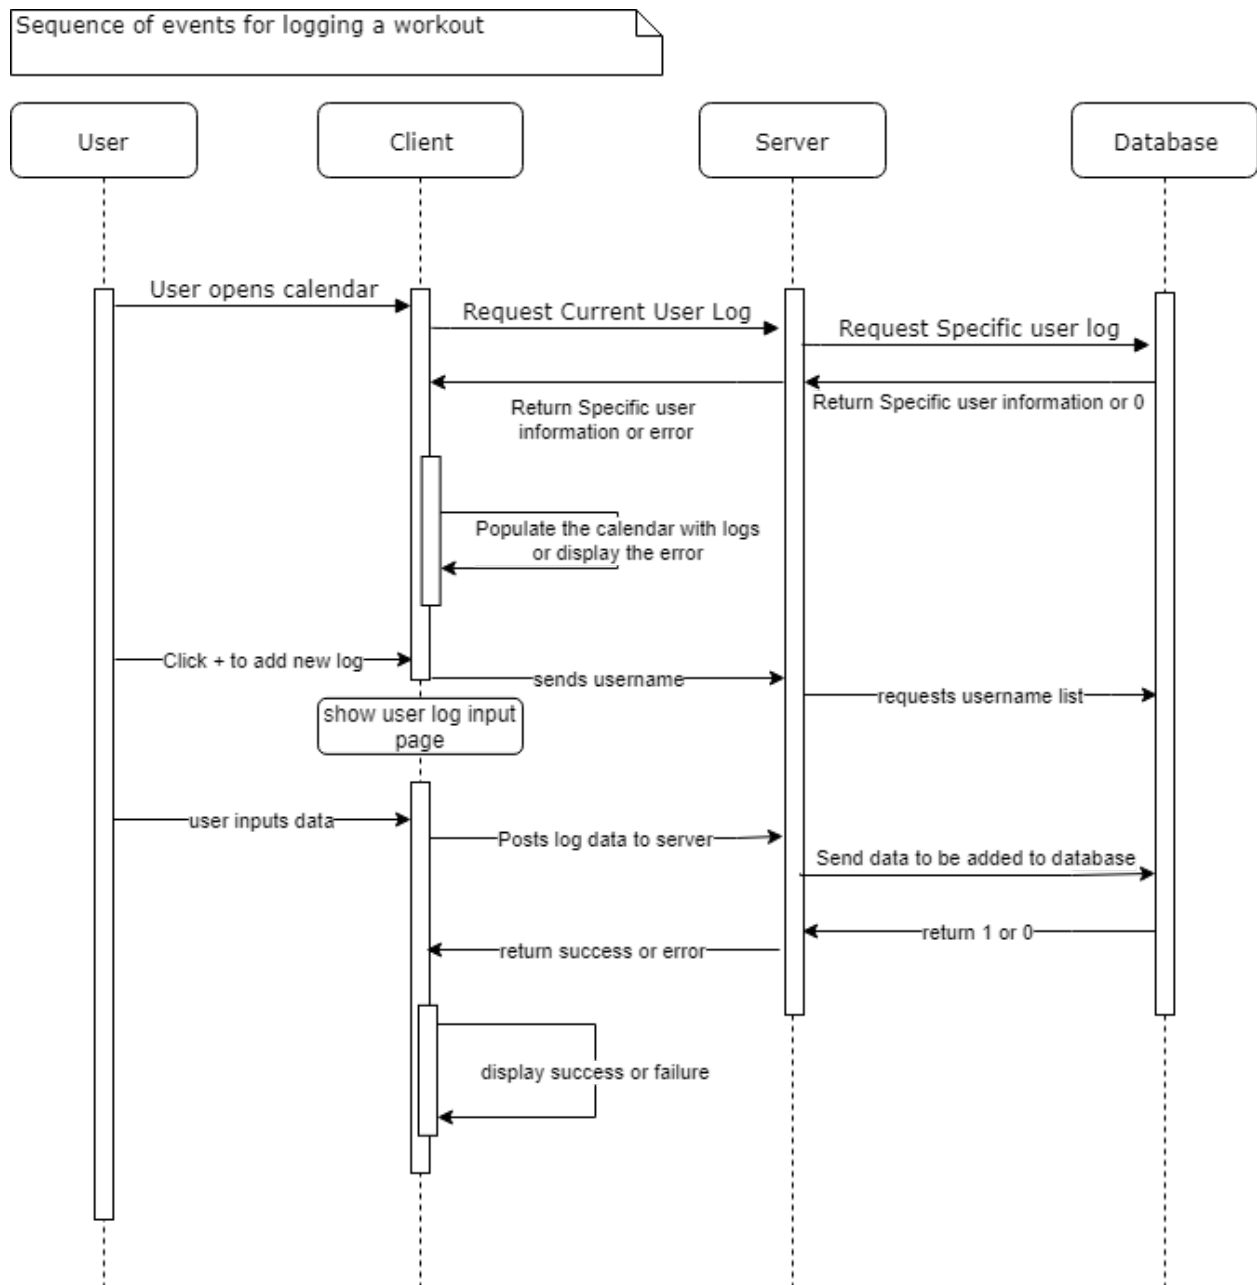 Sequence of events for logging a workout
User
Client
Server
Database
User opens calendar
Request Current User Log
Request Specific user log
Return Specific user
information or error
Return Specific user information or 0
Populate the calendar with logs
or display the error
Click + to add new log
sends username
requests username list
show user log input
page
user inputs data
Posts log data to server
Send data to be added to database
return 1 or 0
return success or error
display success or failure